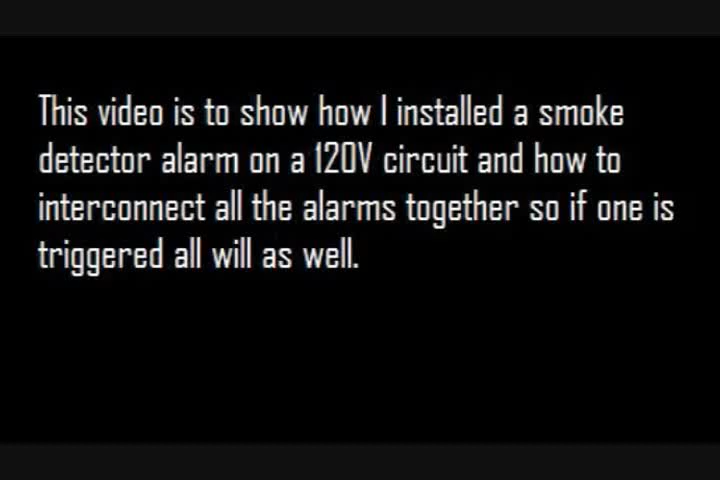 This video is to show how I installed a smoke
detector alarm on a 120V circuit and how to
interconnect all the alarms together so if one is
triggered all will as well.